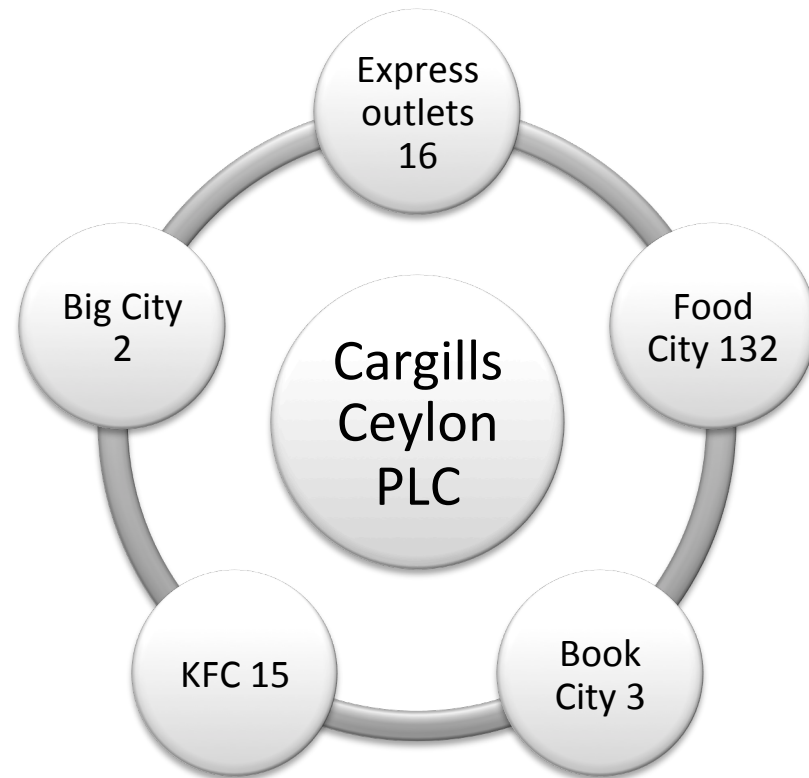 Express
outlets
16
Food
City 132
Book
City 3
KFC 15
Big City
2
Cargills
Ceylon
PLC